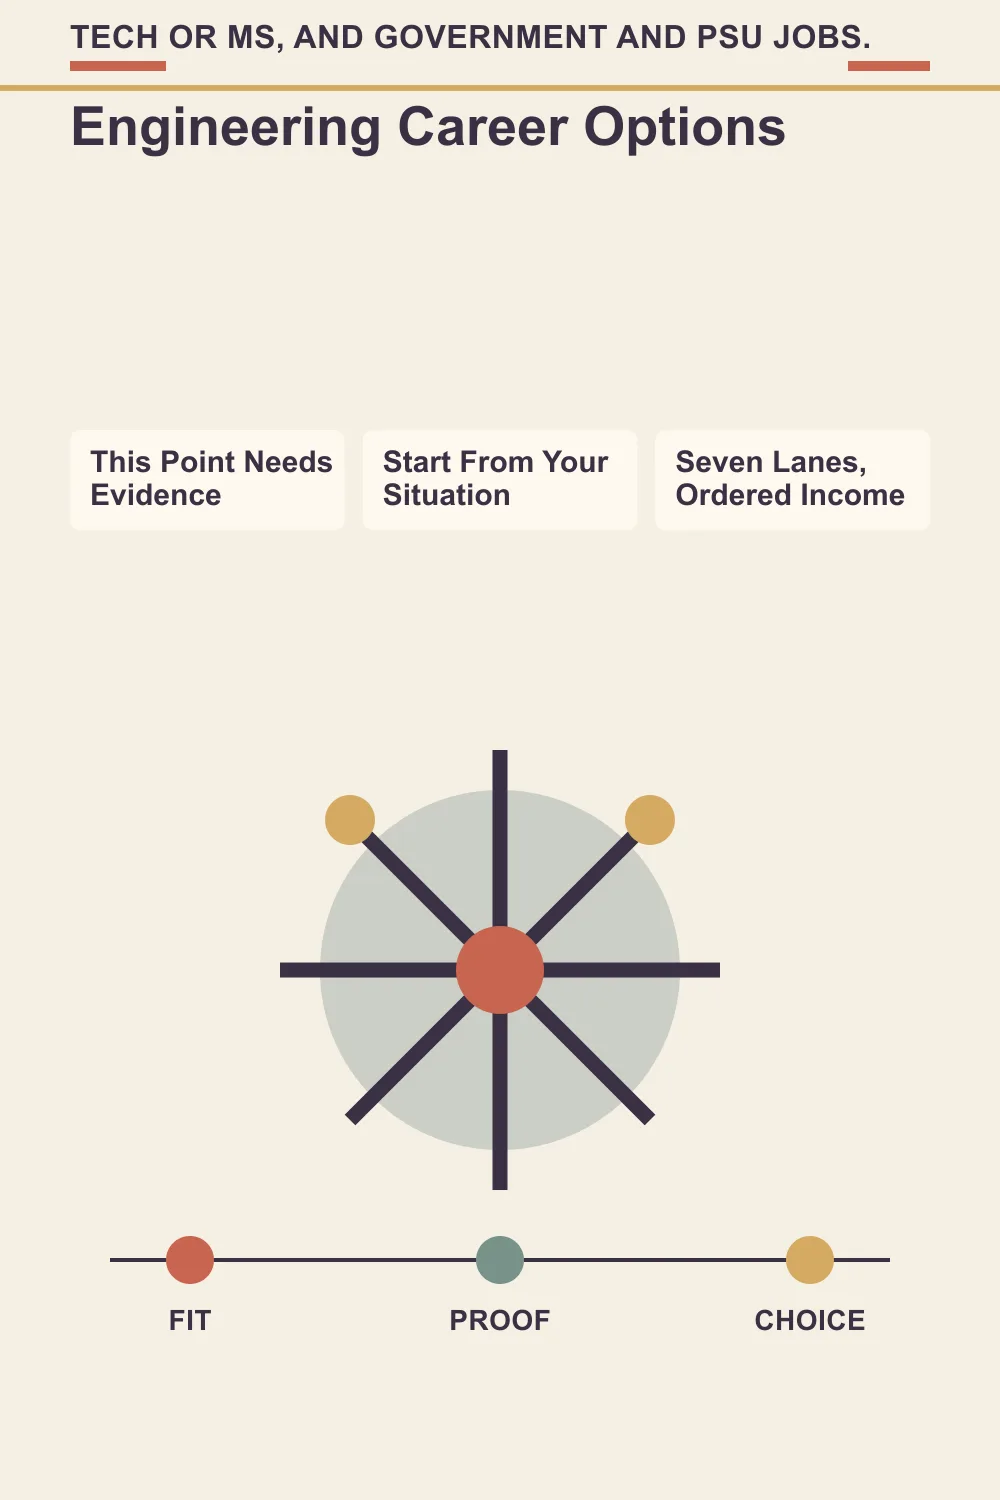 TECH OR MS, AND GOVERNMENT AND PSU JOBS.
Engineering Career Options
This Point Needs
Evidence
Start From Your
Situation
Seven Lanes,
Ordered Income
FIT
PROOF
CHOICE